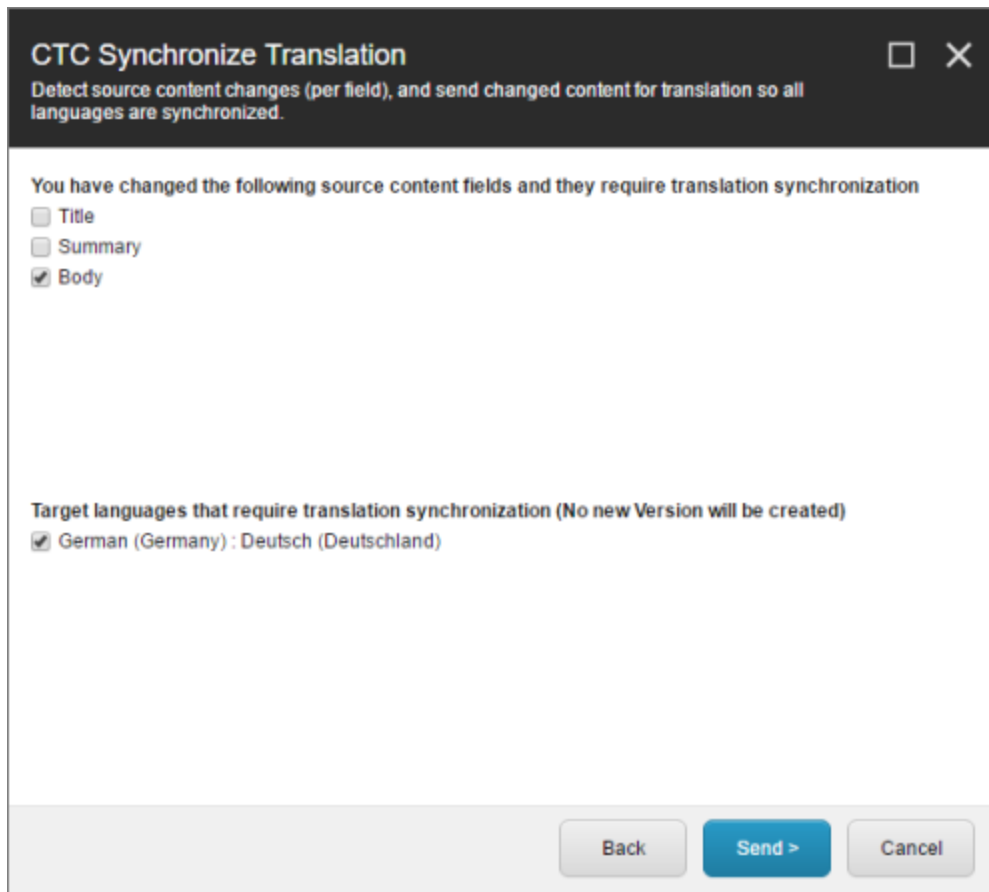 CTC Synchronize Translation
Detect source content changes (per field), and send changed content for translation so all
languages are synchronized.
You have changed the following source content fields and they require translation synchronization
Title
Summary
Body
Target languages that require translation synchronization (No new Version will be created)
German (Germany) : Deutsch (Deutschland)
Back
Send >
Cancel